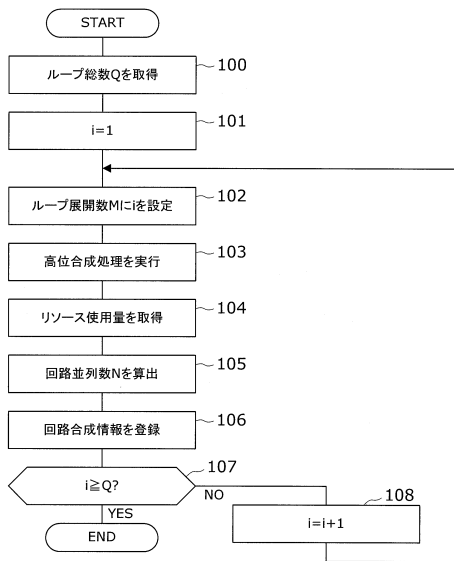 START
ループ総数Qを取得
100
i=1
101
ループ展開数Mにiを設定
102
高位合成処理を実行
103
リソース使用量を取得
104
回路並列数Nを算出
105
回路合成情報を登録
106
i≧Q?
107
NO
YES
108
i=i+1
END